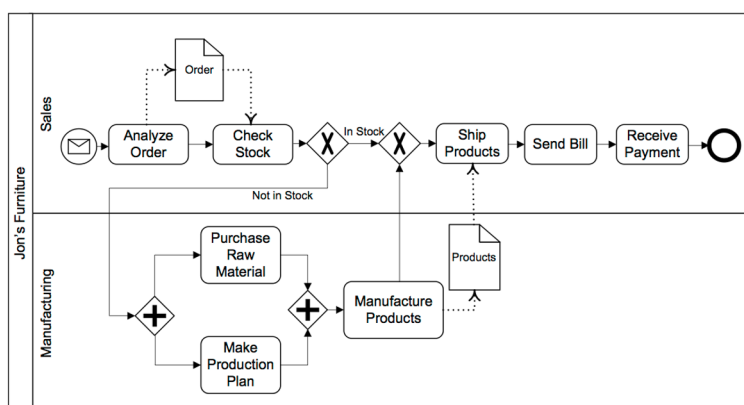 Jon's Furniture
Sales
Order
Analyze
Order
Check
Stock
In Stock
Ship
Products
Send Bill
Receive
Payment
Not in Stock
Manufacturing
Purchase
Raw
Material
Make
Production
Plan
Manufacture
Products
Products